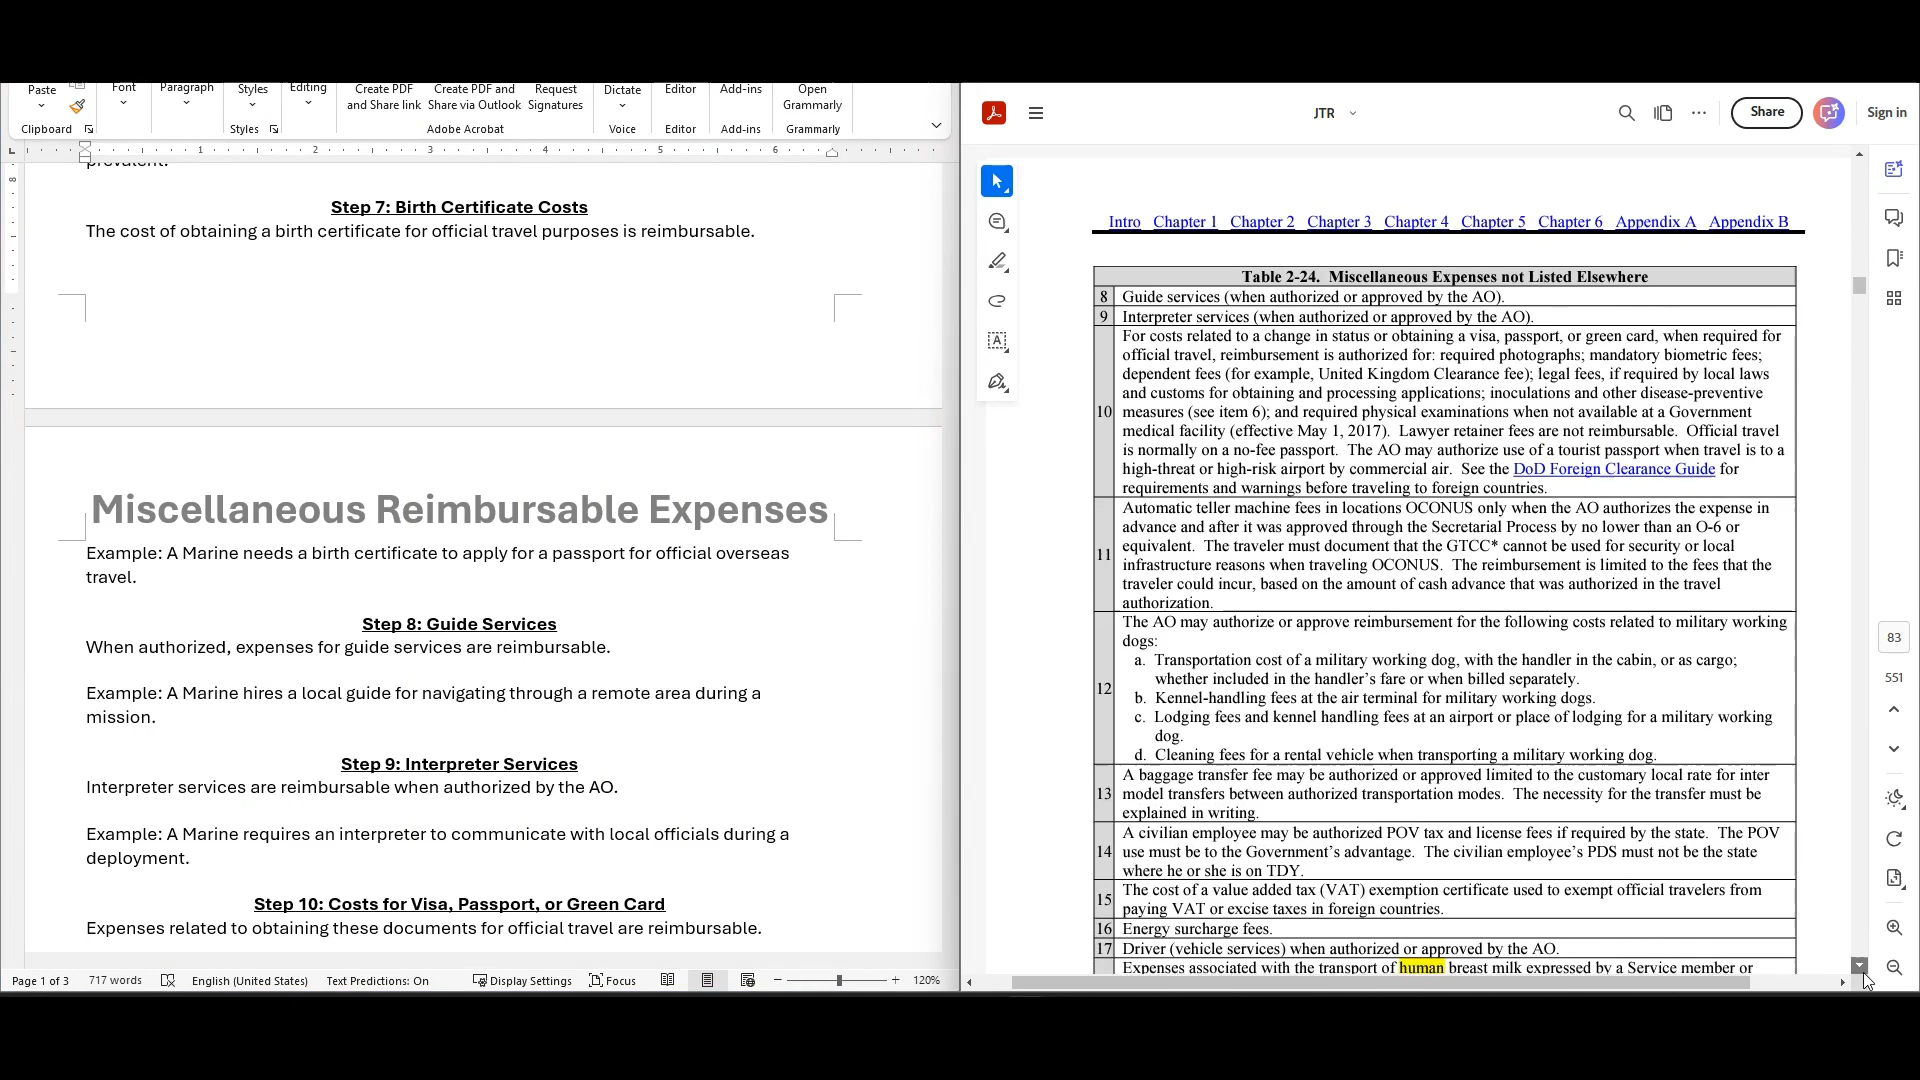 Paste
Font
Paragraph
Styles
Editing
Create PDF
and Share link
Create PDF and
Share via Outlook
Request
Signatures
Dictate
Editor
Add-ins
Open
Grammarly
Clipboard
Styles
Adobe Acrobat
Voice
Editor
Add-ins
Grammarly
1 2 3 4 5 6
8
prevalent.
Step 7: Birth Certificate Costs
The cost of obtaining a birth certificate for official travel purposes is reimbursable.
Miscellaneous Reimbursable Expenses
Example: A Marine needs a birth certificate to apply for a passport for official overseas
travel.
Step 8: Guide Services
When authorized, expenses for guide services are reimbursable.
Example: A Marine hires a local guide for navigating through a remote area during a
mission.
Step 9: Interpreter Services
Interpreter services are reimbursable when authorized by the AO.
Example: A Marine requires an interpreter to communicate with local officials during a
deployment.
Step 10: Costs for Visa, Passport, or Green Card
Expenses related to obtaining these documents for official travel are reimbursable.
Page 1 of 3 717 words English (United States) Text Predictions: On Display Settings Focus 120%
JTR
Share
Sign in
Intro Chapter 1 Chapter 2 Chapter 3 Chapter 4 Chapter 5 Chapter 6 Appendix A Appendix B
Table 2-24. Miscellaneous Expenses not Listed Elsewhere
8 Guide services (when authorized or approved by the AO).
9 Interpreter services (when authorized or approved by the AO).
For costs related to a change in status or obtaining a visa, passport, or green card, when required for
official travel, reimbursement is authorized for: required photographs; mandatory biometric fees;
dependent fees (for example, United Kingdom Clearance fee); legal fees, if required by local laws
and customs for obtaining and processing applications; inoculations and other disease-preventive
10 measures (see item 6); and required physical examinations when not available at a Government
medical facility (effective May 1, 2017). Lawyer retainer fees are not reimbursable. Official travel
is normally on a no-fee passport. The AO may authorize use of a tourist passport when travel is to a
high-threat or high-risk airport by commercial air. See the DoD Foreign Clearance Guide for
requirements and warnings before traveling to foreign countries.
Automatic teller machine fees in locations OCONUS only when the AO authorizes the expense in
advance and after it was approved through the Secretarial Process by no lower than an O-6 or
equivalent. The traveler must document that the GTCC* cannot be used for security or local
11 infrastructure reasons when traveling OCONUS. The reimbursement is limited to the fees that the
traveler could incur, based on the amount of cash advance that was authorized in the travel
authorization.
The AO may authorize or approve reimbursement for the following costs related to military working
dogs:
a. Transportation cost of a military working dog, with the handler in the cabin, or as cargo;
whether included in the handler's fare or when billed separately.
12 b. Kennel-handling fees at the air terminal for military working dogs.
c. Lodging fees and kennel handling fees at an airport or place of lodging for a military working
dog.
d. Cleaning fees for a rental vehicle when transporting a military working dog.
A baggage transfer fee may be authorized or approved limited to the customary local rate for inter
13 model transfers between authorized transportation modes. The necessity for the transfer must be
explained in writing.
A civilian employee may be authorized POV tax and license fees if required by the state. The POV
14 use must be to the Government's advantage. The civilian employee's PDS must not be the state
where he or she is on TDY.
15 The cost of a value added tax (VAT) exemption certificate used to exempt official travelers from
paying VAT or excise taxes in foreign countries.
16 Energy surcharge fees.
17 Driver (vehicle services) when authorized or approved by the AO.
Expenses associated with the transport of human breast milk expressed by a Service member or
83
551